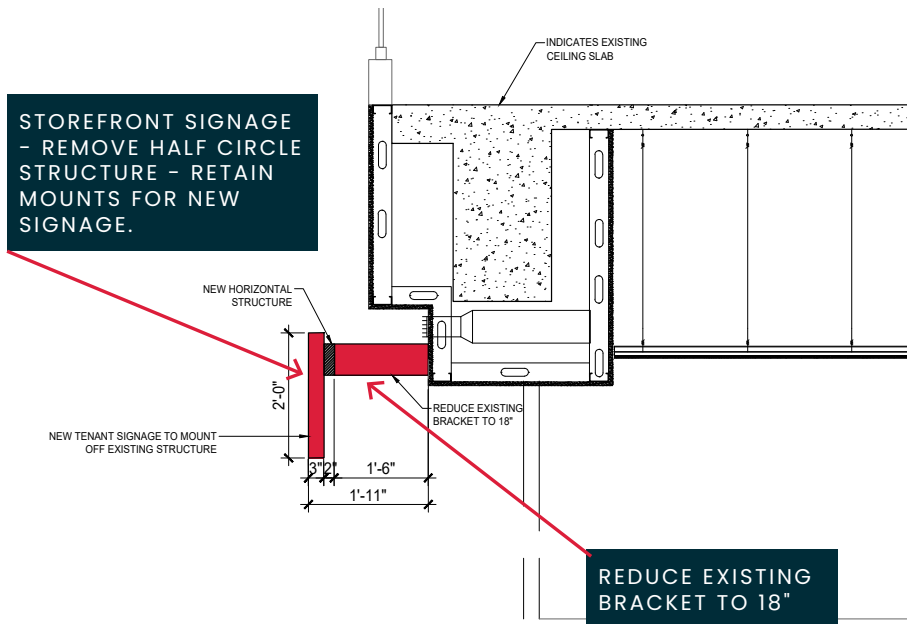 INDICATES EXISTING
CEILING SLAB
STOREFRONT SIGNAGE
- REMOVE HALF CIRCLE
STRUCTURE - RETAIN
MOUNTS FOR NEW
SIGNAGE.
NEW HORIZONTAL
STRUCTURE
2'-0"
REDUCE EXISTING
BRACKET TO 18"
NEW TENANT SIGNAGE TO MOUNT
OFF EXISTING STRUCTURE
3" 2" 1'-6"
1'-11"
REDUCE EXISTING
BRACKET TO 18"